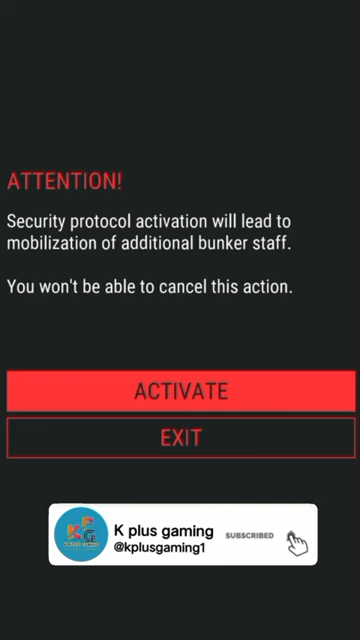 ATTENTION!
Security protocol activation will lead to
mobilization of additional bunker staff.
You won't be able to cancel this action.
ACTIVATE
EXIT
K plus gaming
SUBSCRIBED
@kplusgaming1